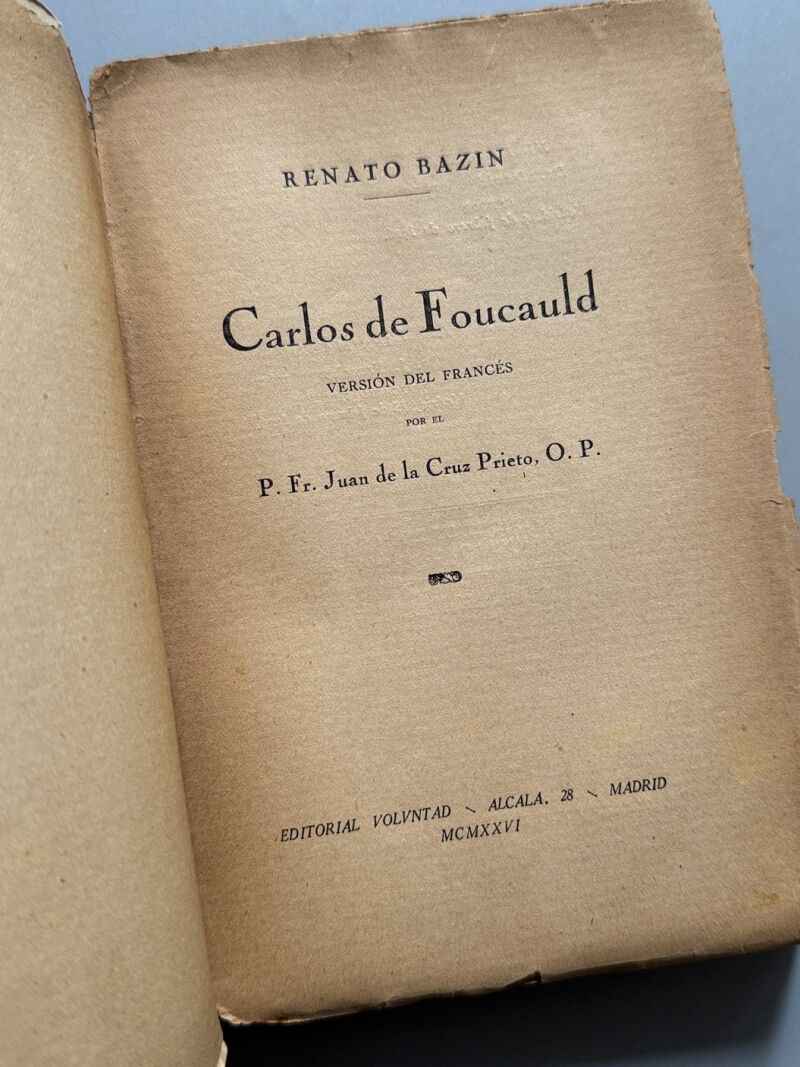 RENATO BAZIN
Carlos de Foucauld
VERSIÓN DEL FRANCÉS
POR EL
P. Fr. Juan de la Cruz Prieto, O. P.
EDITORIAL VOLVNTAD ~ ALCALA, 28 ~ MADRID
MCMXXVI